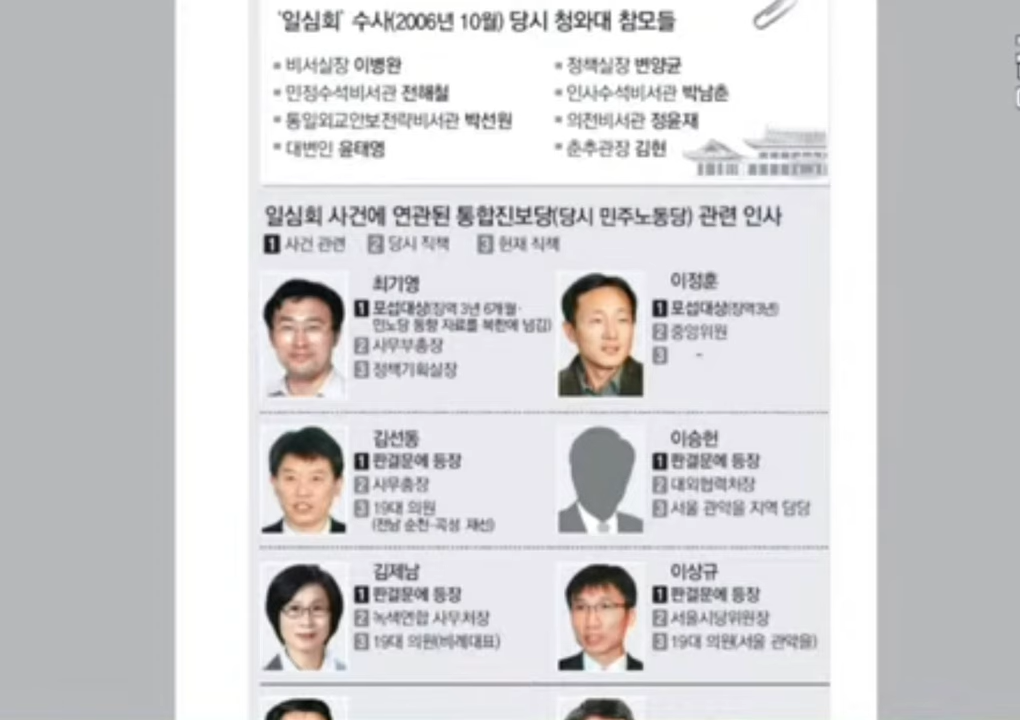 '일심회' 수사(2006년 10월) 당시 청와대 참모들
▪ 비서실장 이병완
▪ 정책실장 변양균
▪ 민정수석비서관 전해철
▪ 인사수석비서관 박남춘
▪ 통일외교안보전략비서관 박선원
▪ 의전비서관 정윤재
▪ 대변인 윤태영
▪ 춘추관장 김현
일심회 사건에 연관된 통합진보당(당시 민주노동당) 관련 인사
1 사건 관련 2 당시 직책 3 현재 직책
최기영
1 포섭대상(징역 3년 6개월·
민노당 동향 자료를 북한에 넘김)
2 사무부총장
3 정책기획실장
이정훈
1 포섭대상(징역3년)
2 중앙위원
3 -
김선동
1 판결문에 등장
2 사무총장
3 19대 의원
(전남 순천·곡성 재선)
이승헌
1 판결문에 등장
2 대외협력처장
3 서울 관악을 지역 담당
김제남
1 판결문에 등장
2 녹색연합 사무처장
3 19대 의원(비례대표)
이상규
1 판결문에 등장
2 서울시당위원장
3 19대 의원(서울 관악을)